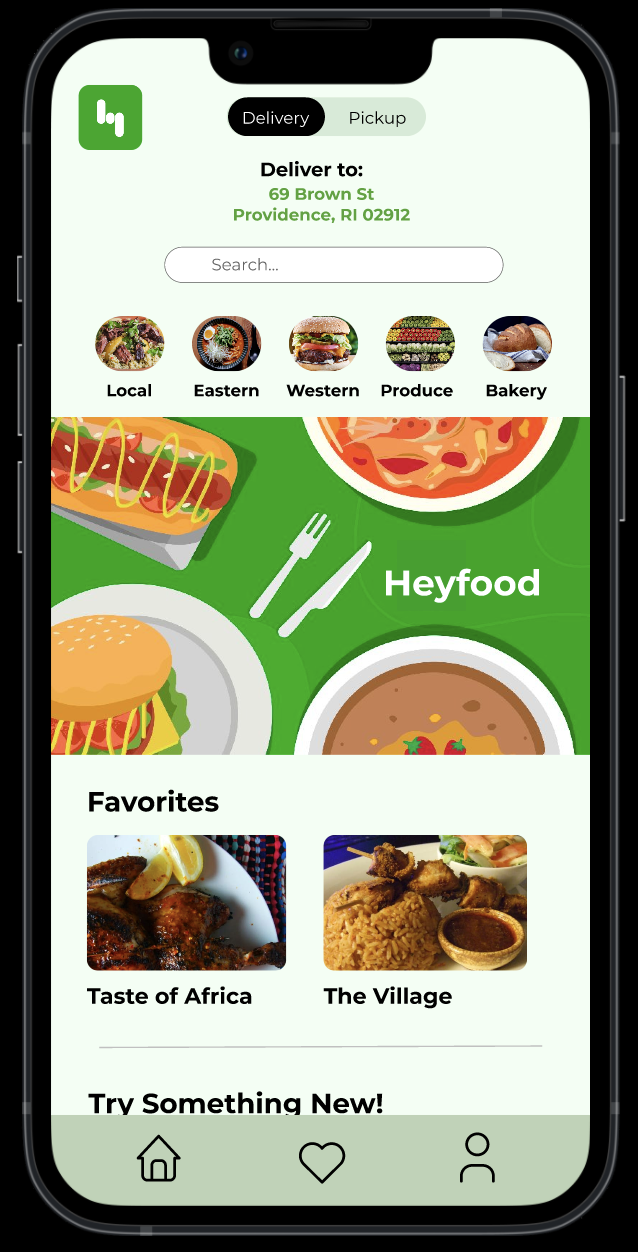 Delivery Pickup
Deliver to:
69 Brown St
Providence, RI 02912
Search...
Local Eastern Western Produce Bakery
Heyfood
Favorites
Taste of Africa The Village
Try Something New!